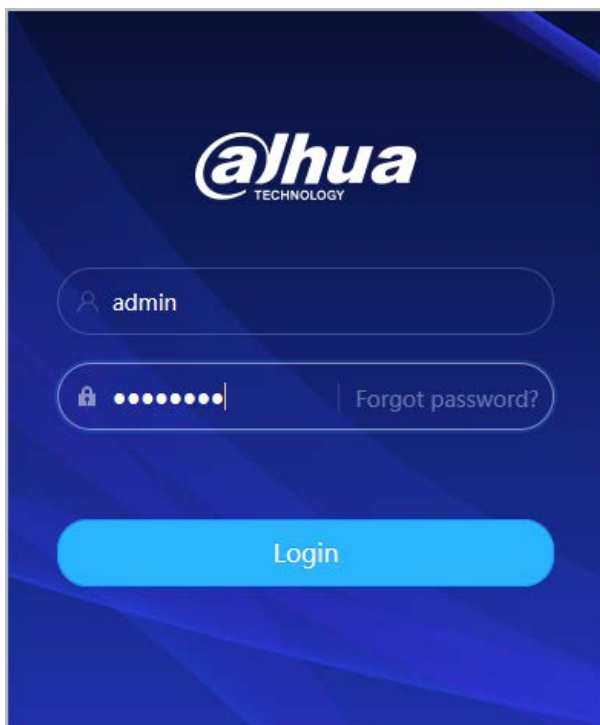 alhua
TECHNOLOGY
admin
••••••••
Forgot password?
Login